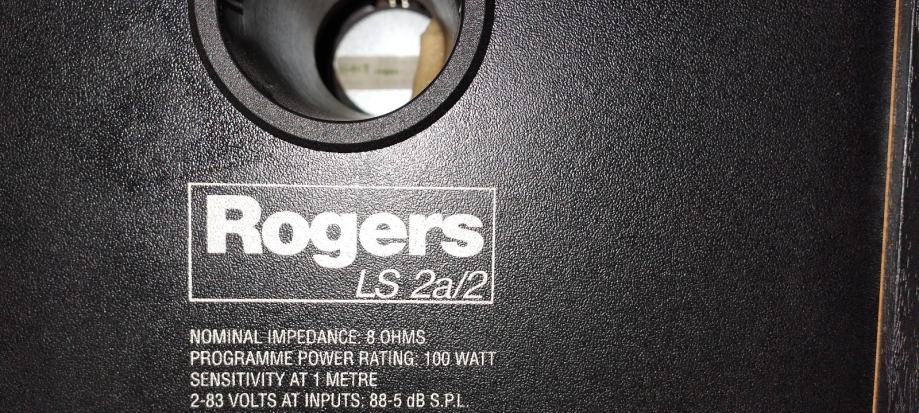 Rogers
LS 2a/2
NOMINAL IMPEDANCE: 8 OHMS
PROGRAMME POWER RATING: 100 WATT
SENSITIVITY AT 1 METRE
2-83 VOLTS AT INPUTS: 88-5 dB S.P.L.